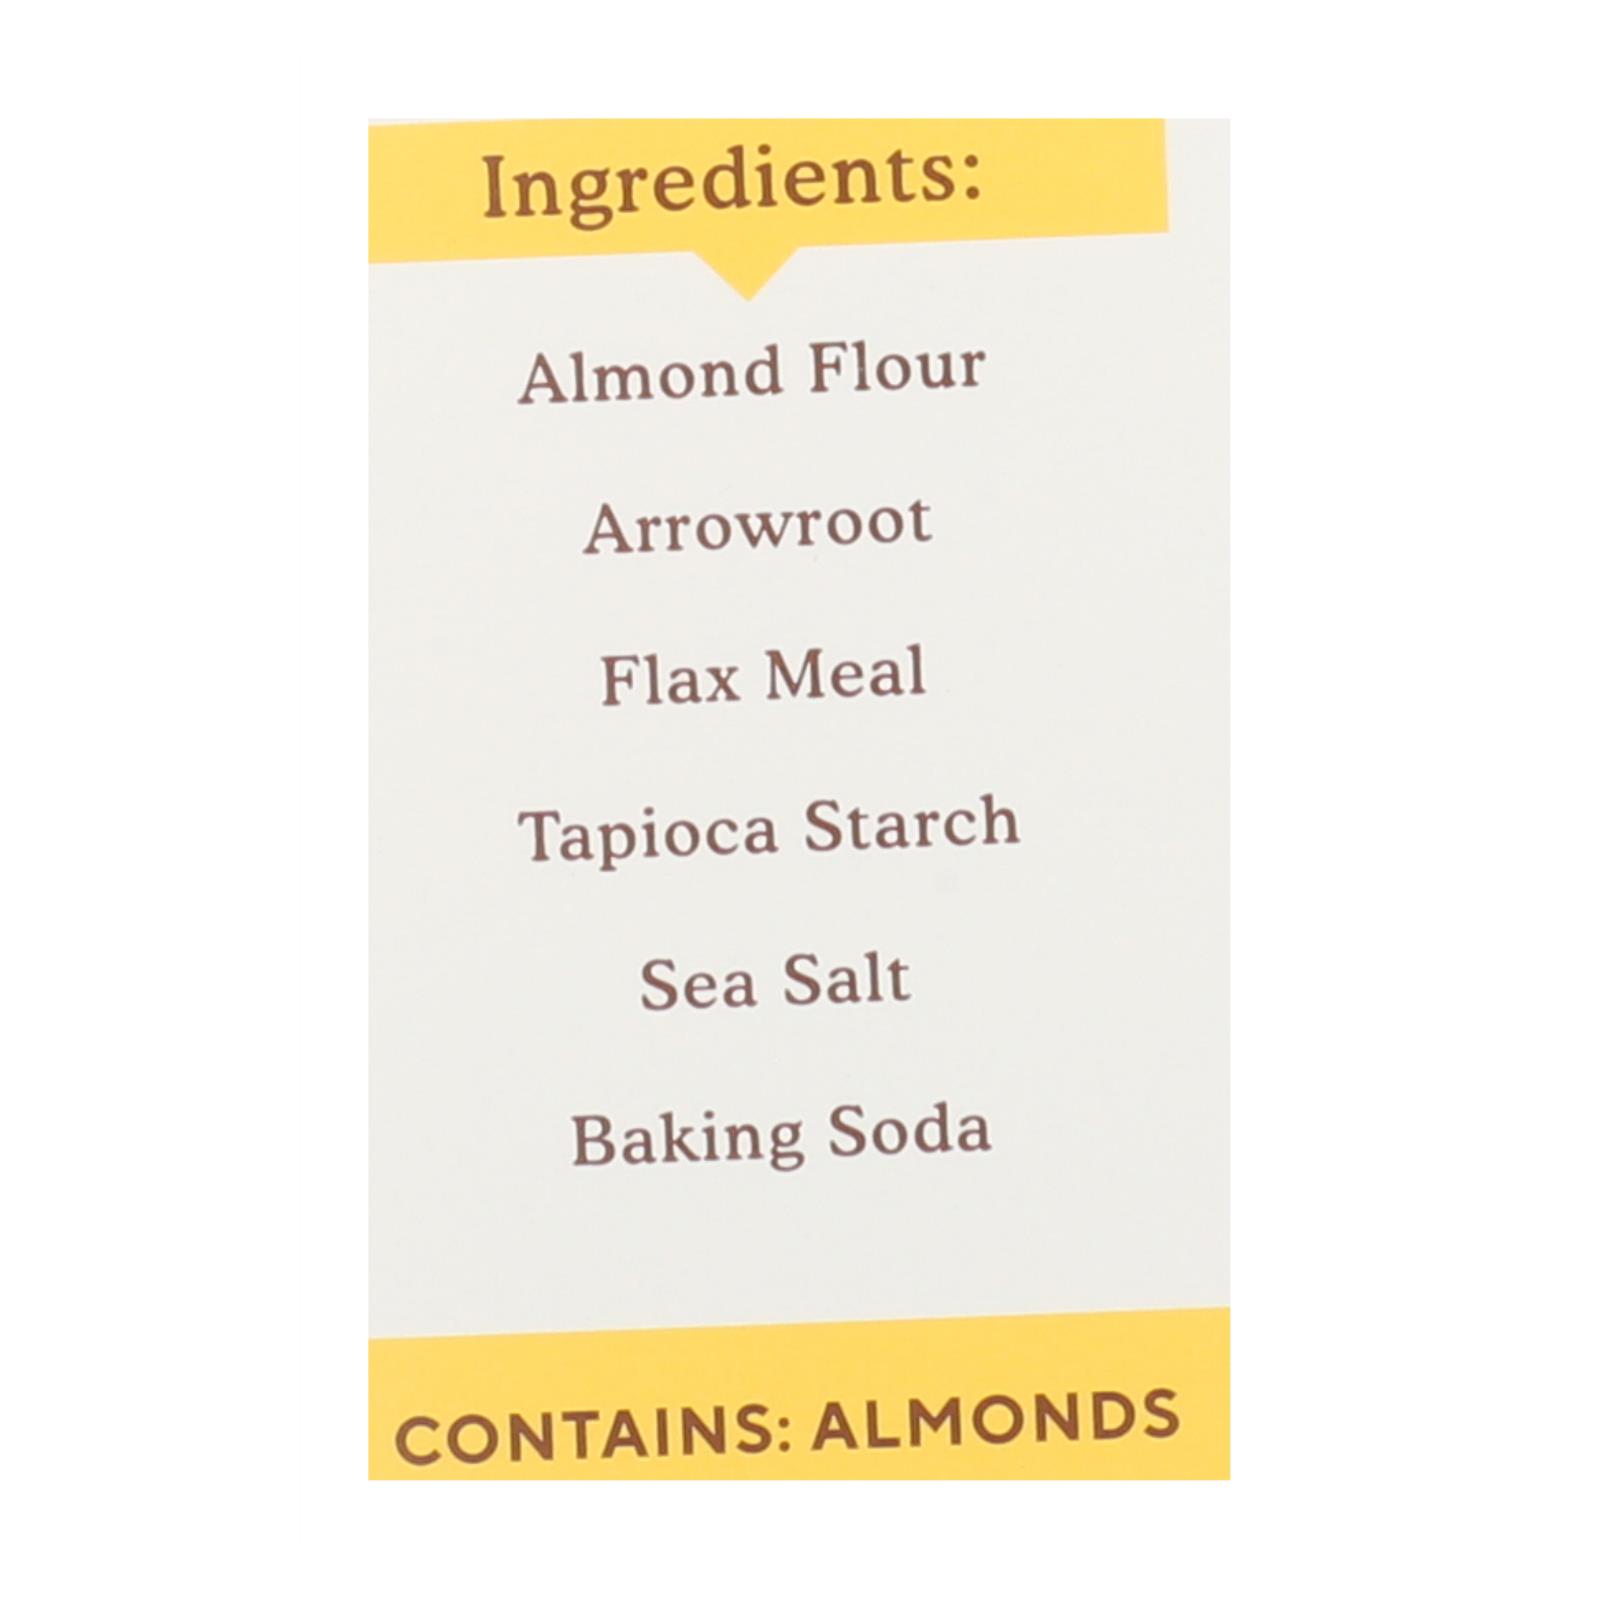 Ingredients:
Almond Flour
Arrowroot
Flax Meal
Tapioca Starch
Sea Salt
Baking Soda
CONTAINS: ALMONDS